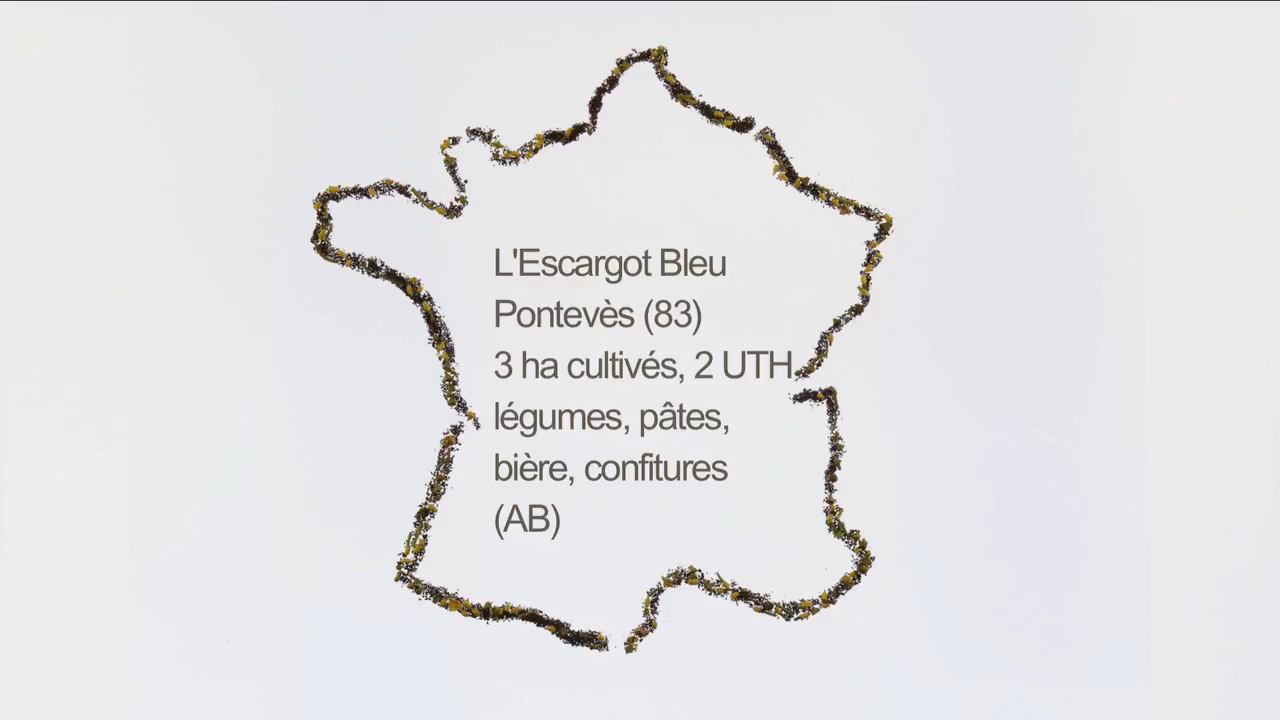 L'Escargot Bleu
Pontevès (83)
3 ha cultivés, 2 UTH
légumes, pâtes,
bière, confitures
(AB)